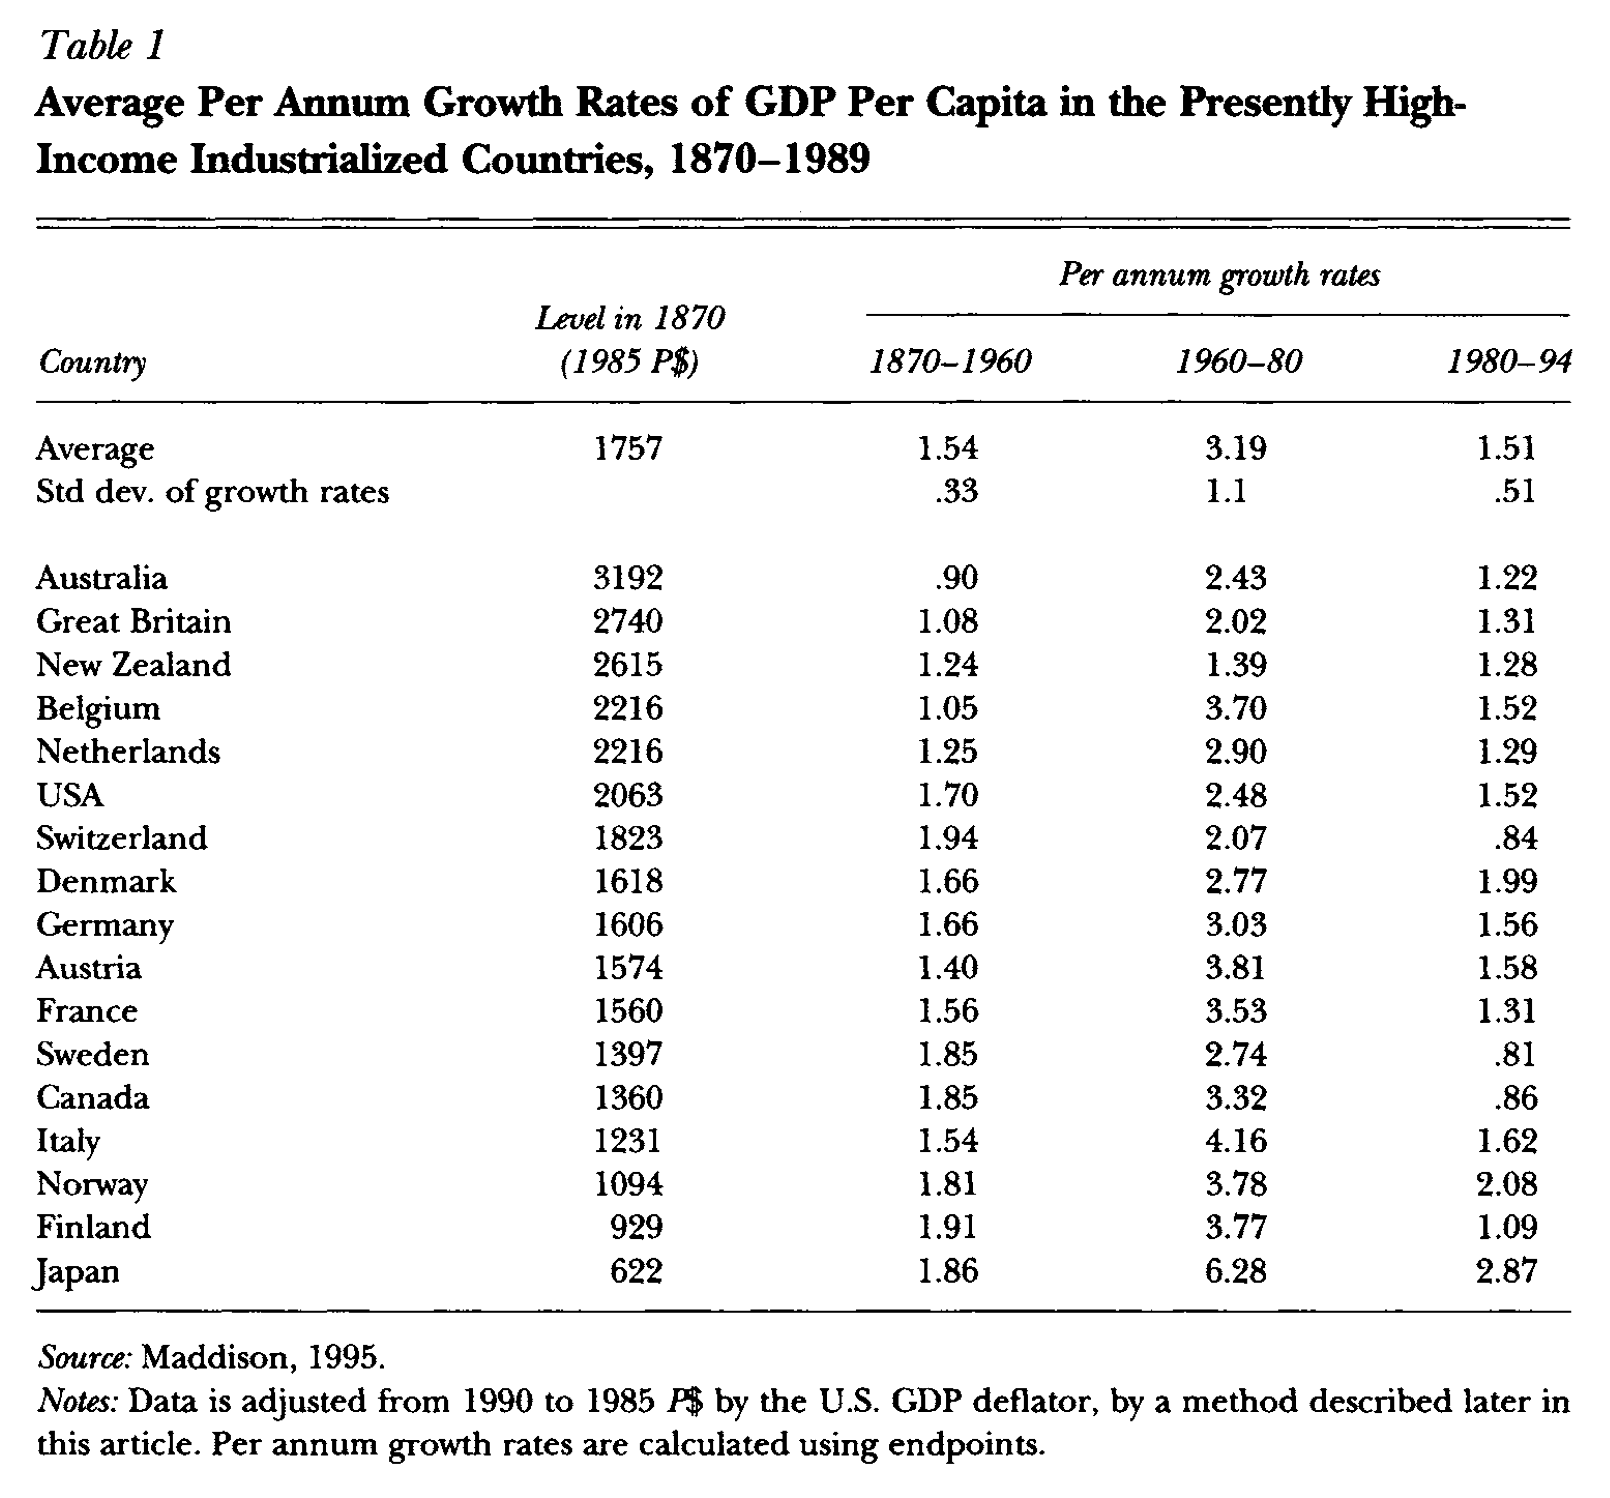 Table 1
Average Per Annum Growth Rates of GDP Per Capita in the Presently High-
Income Industrialized Countries, 1870–1989
Per annum growth rates
Level in 1870
Country (1985 P$) 1870–1960 1960–80 1980–94
Average 1757 1.54 3.19 1.51
Std dev. of growth rates .33 1.1 .51
Australia 3192 .90 2.43 1.22
Great Britain 2740 1.08 2.02 1.31
New Zealand 2615 1.24 1.39 1.28
Belgium 2216 1.05 3.70 1.52
Netherlands 2216 1.25 2.90 1.29
USA 2063 1.70 2.48 1.52
Switzerland 1823 1.94 2.07 .84
Denmark 1618 1.66 2.77 1.99
Germany 1606 1.66 3.03 1.56
Austria 1574 1.40 3.81 1.58
France 1560 1.56 3.53 1.31
Sweden 1397 1.85 2.74 .81
Canada 1360 1.85 3.32 .86
Italy 1231 1.54 4.16 1.62
Norway 1094 1.81 3.78 2.08
Finland 929 1.91 3.77 1.09
Japan 622 1.86 6.28 2.87
Source: Maddison, 1995.
Notes: Data is adjusted from 1990 to 1985 P$ by the U.S. GDP deflator, by a method described later in
this article. Per annum growth rates are calculated using endpoints.